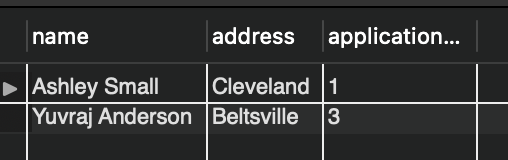 name address application...
Ashley Small Cleveland 1
Yuvraj Anderson Beltsville 3